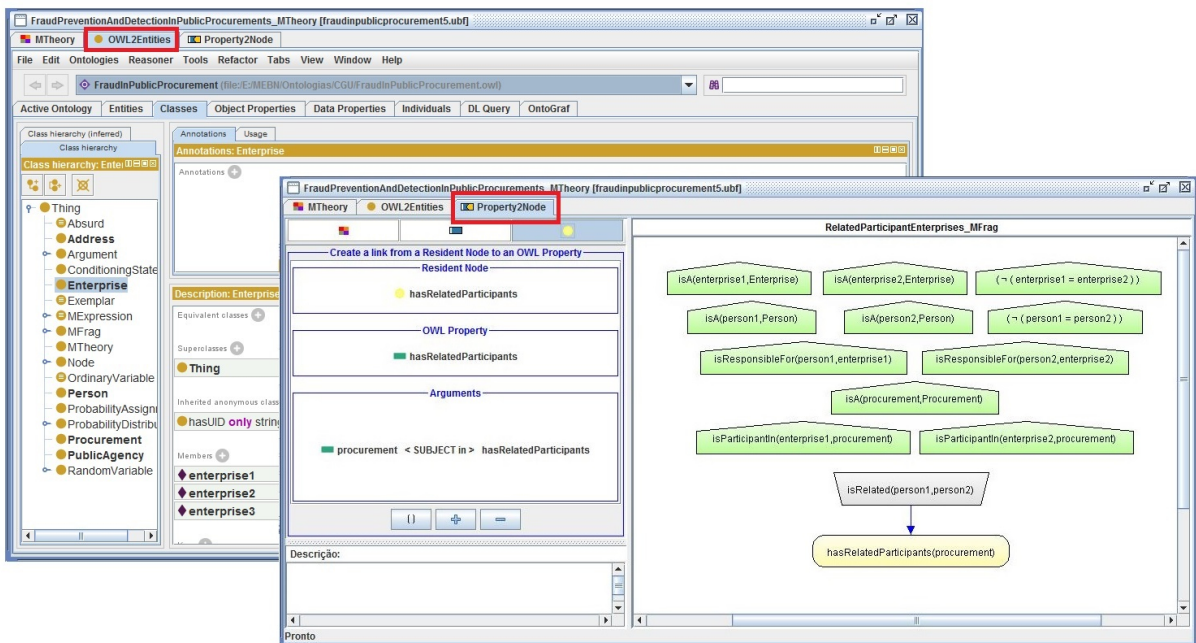 FraudPreventionAndDetectionInPublicProcurements_MTheory [fraudinpublicprocurement5.ubf]
MTheory OWL2Entities Property2Node
File Edit Ontologies Reasoner Tools Refactor Tabs View Window Help
FraudInPublicProcurement (file:/E:/MEBN/Ontologias/CGU/FraudInPublicProcurement.owl)
Active Ontology Entities Classes Object Properties Data Properties Individuals DL Query OntoGraf
Class hierarchy (inferred)
Class hierarchy
Class hierarchy: Enter
Thing
Absurd
Address
Argument
ConditioningState
Enterprise
Exemplar
MExpression
MFrag
MTheory
Node
OrdinaryVariable
Person
ProbabilityAssignm
ProbabilityDistribu
Procurement
PublicAgency
RandomVariable
Annotations Usage
Annotations: Enterprise
Annotations
Description: Enterprise
Equivalent classes
Superclasses
Thing
Inherited anonymous class
hasUID only string
Members
enterprise1
enterprise2
enterprise3
FraudPreventionAndDetectionInPublicProcurements_MTheory [fraudinpublicprocurement5.ubf]
MTheory OWL2Entities Property2Node
Create a link from a Resident Node to an OWL Property
Resident Node
hasRelatedParticipants
OWL Property
hasRelatedParticipants
Arguments
procurement < SUBJECT in > hasRelatedParticipants
( )
Descrição:
Pronto
RelatedParticipantEnterprises_MFrag
isA(enterprise1,Enterprise) isA(enterprise2,Enterprise) (¬ ( enterprise1 = enterprise2 ) )
isA(person1,Person) isA(person2,Person) (¬ ( person1 = person2 ) )
isResponsibleFor(person1,enterprise1) isResponsibleFor(person2,enterprise2)
isA(procurement,Procurement)
isParticipantIn(enterprise1,procurement) isParticipantIn(enterprise2,procurement)
isRelated(person1,person2)
hasRelatedParticipants(procurement)